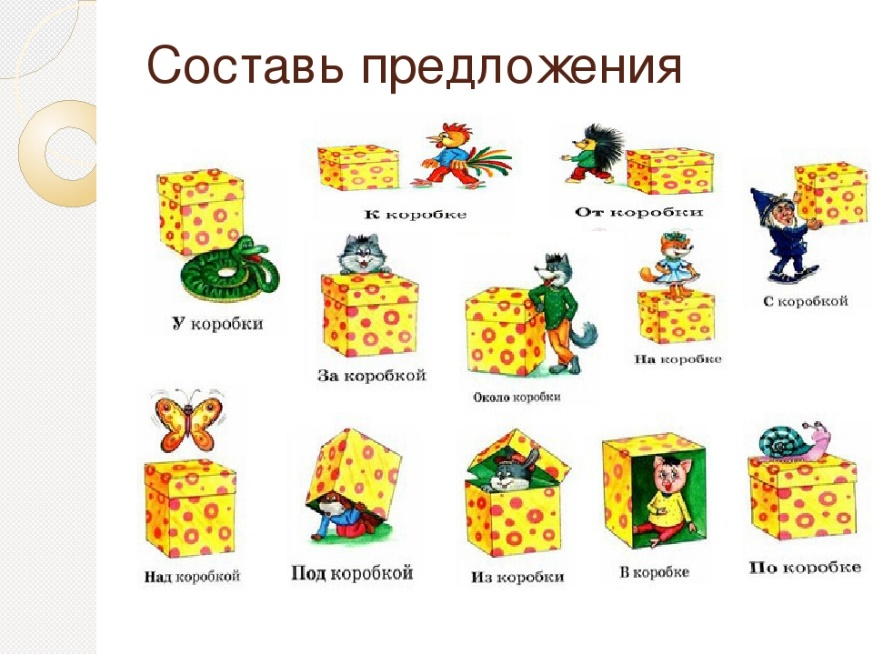 Составь предложения
К коробке
От коробки
С коробкой
У коробки
За коробкой
Около коробки
На коробке
Над коробкой
Под коробкой
Из коробки
В коробке
По коробке